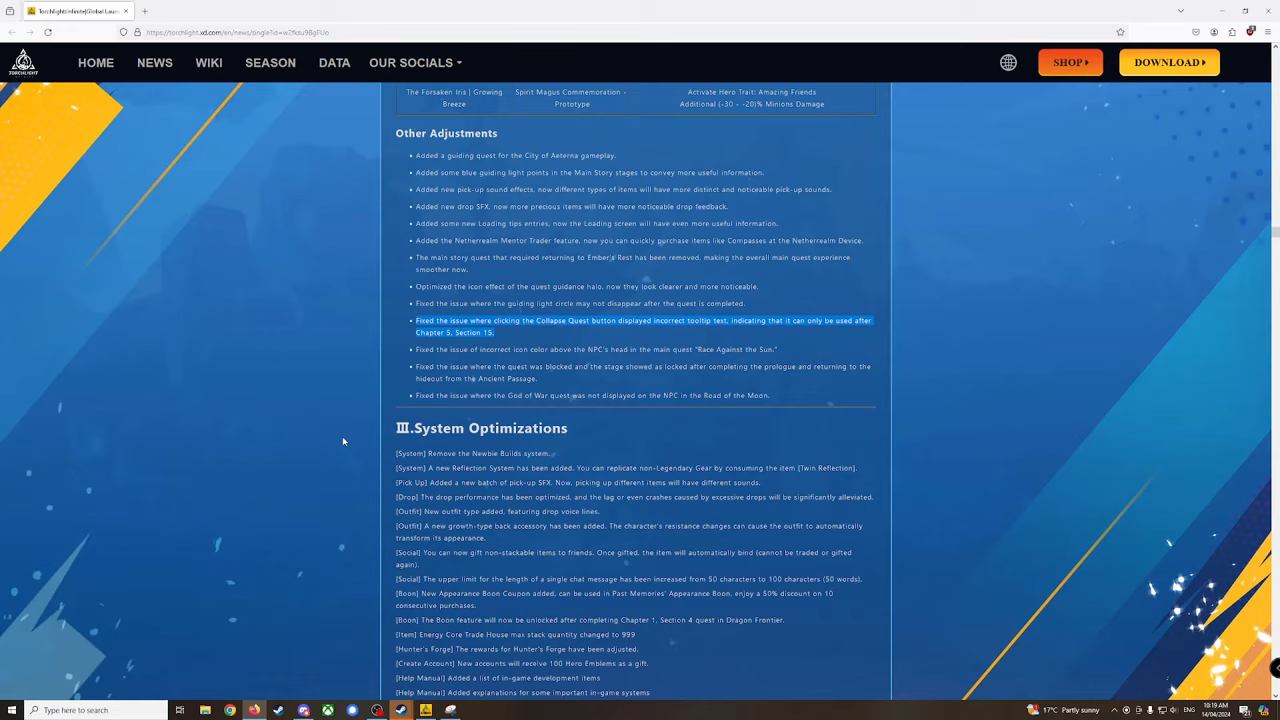 Torchlight: Infinite|Global Laun
https://torchlight.xd.com/en/news/single?id=
TORCHLIGHT
HOME NEWS WIKI SEASON DATA OUR SOCIALS SHOP DOWNLOAD
The Forsaken Iris | Growing Spirit Magus Commemoration - Activate Hero Trait: Amazing Friends
Breeze Prototype Additional (-30 - -20)% Minions Damage
Other Adjustments
• Added a guiding quest for the City of Aeterna gameplay.
• Added some blue guiding light points in the Main Story stages to convey more useful information.
• Added new pick-up sound effects, now different types of items will have more distinct and noticeable pick-up sounds.
• Added new drop SFX, now more precious items will have more noticeable drop feedback.
• Added some new Loading tips entries, now the Loading screen will have even more useful information.
• Added the Netherrealm Mentor Trader feature, now you can quickly purchase items like Compasses at the Netherrealm Device.
• The main story quest that required returning to Ember's Rest has been removed, making the overall main quest experience
smoother now.
• Optimized the icon effect of the quest guidance halo, now they look clearer and more noticeable.
• Fixed the issue where the guiding light circle may not disappear after the quest is completed.
• Fixed the issue where clicking the Collapse Quest button displayed incorrect tooltip text, indicating that it can only be used after
Chapter 5, Section 15.
• Fixed the issue of incorrect icon color above the NPC's head in the main quest "Race Against the Sun."
• Fixed the issue where the quest was blocked and the stage showed as locked after completing the prologue and returning to the
hideout from the Ancient Passage.
• Fixed the issue where the God of War quest was not displayed on the NPC in the Road of the Moon.
Ⅲ.System Optimizations
[System] Remove the Newbie Builds system.
[System] A new Reflection System has been added. You can replicate non-Legendary Gear by consuming the item [Twin Reflection].
[Pick Up] Added a new batch of pick-up SFX. Now, picking up different items will have different sounds.
[Drop] The drop performance has been optimized, and the lag or even crashes caused by excessive drops will be significantly alleviated.
[Outfit] New outfit type added, featuring drop voice lines.
[Outfit] A new growth-type back accessory has been added. The character's resistance changes can cause the outfit to automatically
transform its appearance.
[Social] You can now gift non-stackable items to friends. Once gifted, the item will automatically bind (cannot be traded or gifted
again).
[Social] The upper limit for the length of a single chat message has been increased from 50 characters to 100 characters (50 words).
[Boon] New Appearance Boon Coupon added, can be used in Past Memories' Appearance Boon, enjoy a 50% discount on 10
consecutive purchases.
[Boon] The Boon feature will now be unlocked after completing Chapter 1, Section 4 quest in Dragon Frontier.
[Item] Energy Core Trade House max stack quantity changed to 999
[Hunter's Forge] The rewards for Hunter's Forge have been adjusted.
[Create Account] New accounts will receive 100 Hero Emblems as a gift.
[Help Manual] Added a list of in-game development items
[Help Manual] Added explanations for some important in-game systems
Type here to search 17°C Partly sunny 10:19 AM
14/04/2024